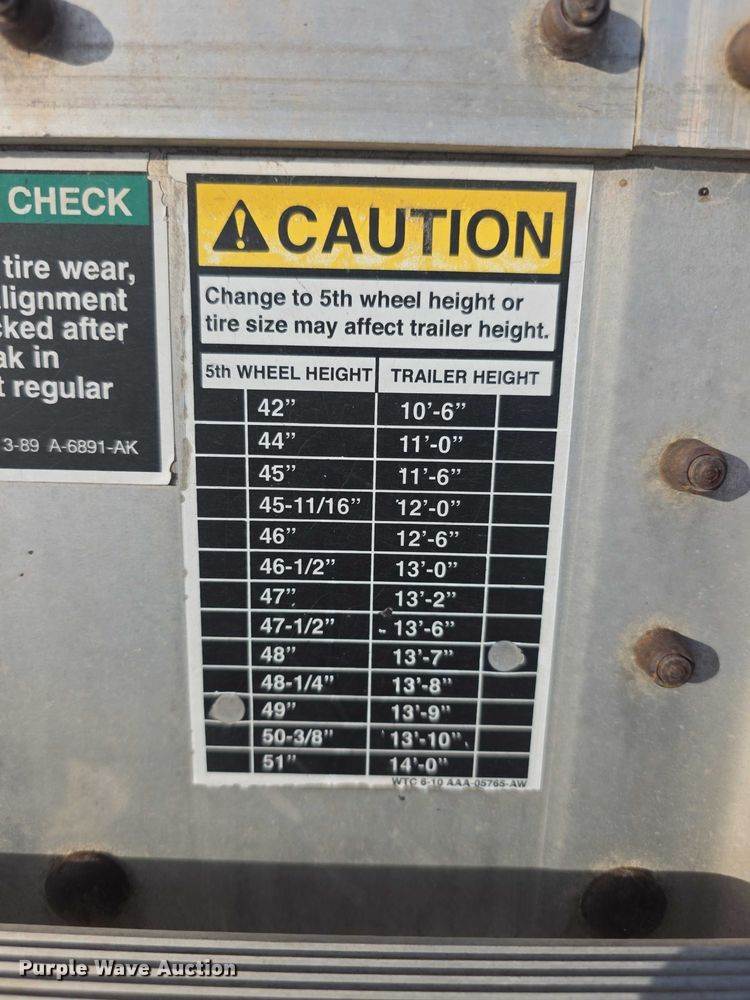 CHECK
tire wear,
lignment
cked after
ak in
t regular
3-89 A-6891-AK
CAUTION
Change to 5th wheel height or
tire size may affect trailer height.
5th WHEEL HEIGHT TRAILER HEIGHT
42” 10’-6”
44” 11’-0”
45” 11’-6”
45-11/16” 12’-0”
46” 12’-6”
46-1/2” 13’-0”
47” 13’-2”
47-1/2” 13’-6”
48” 13’-7”
48-1/4” 13’-8”
49” 13’-9”
50-3/8” 13’-10”
51” 14’-0”
WTC 6-10 AAA-05765-AW
Purple Wave Auction